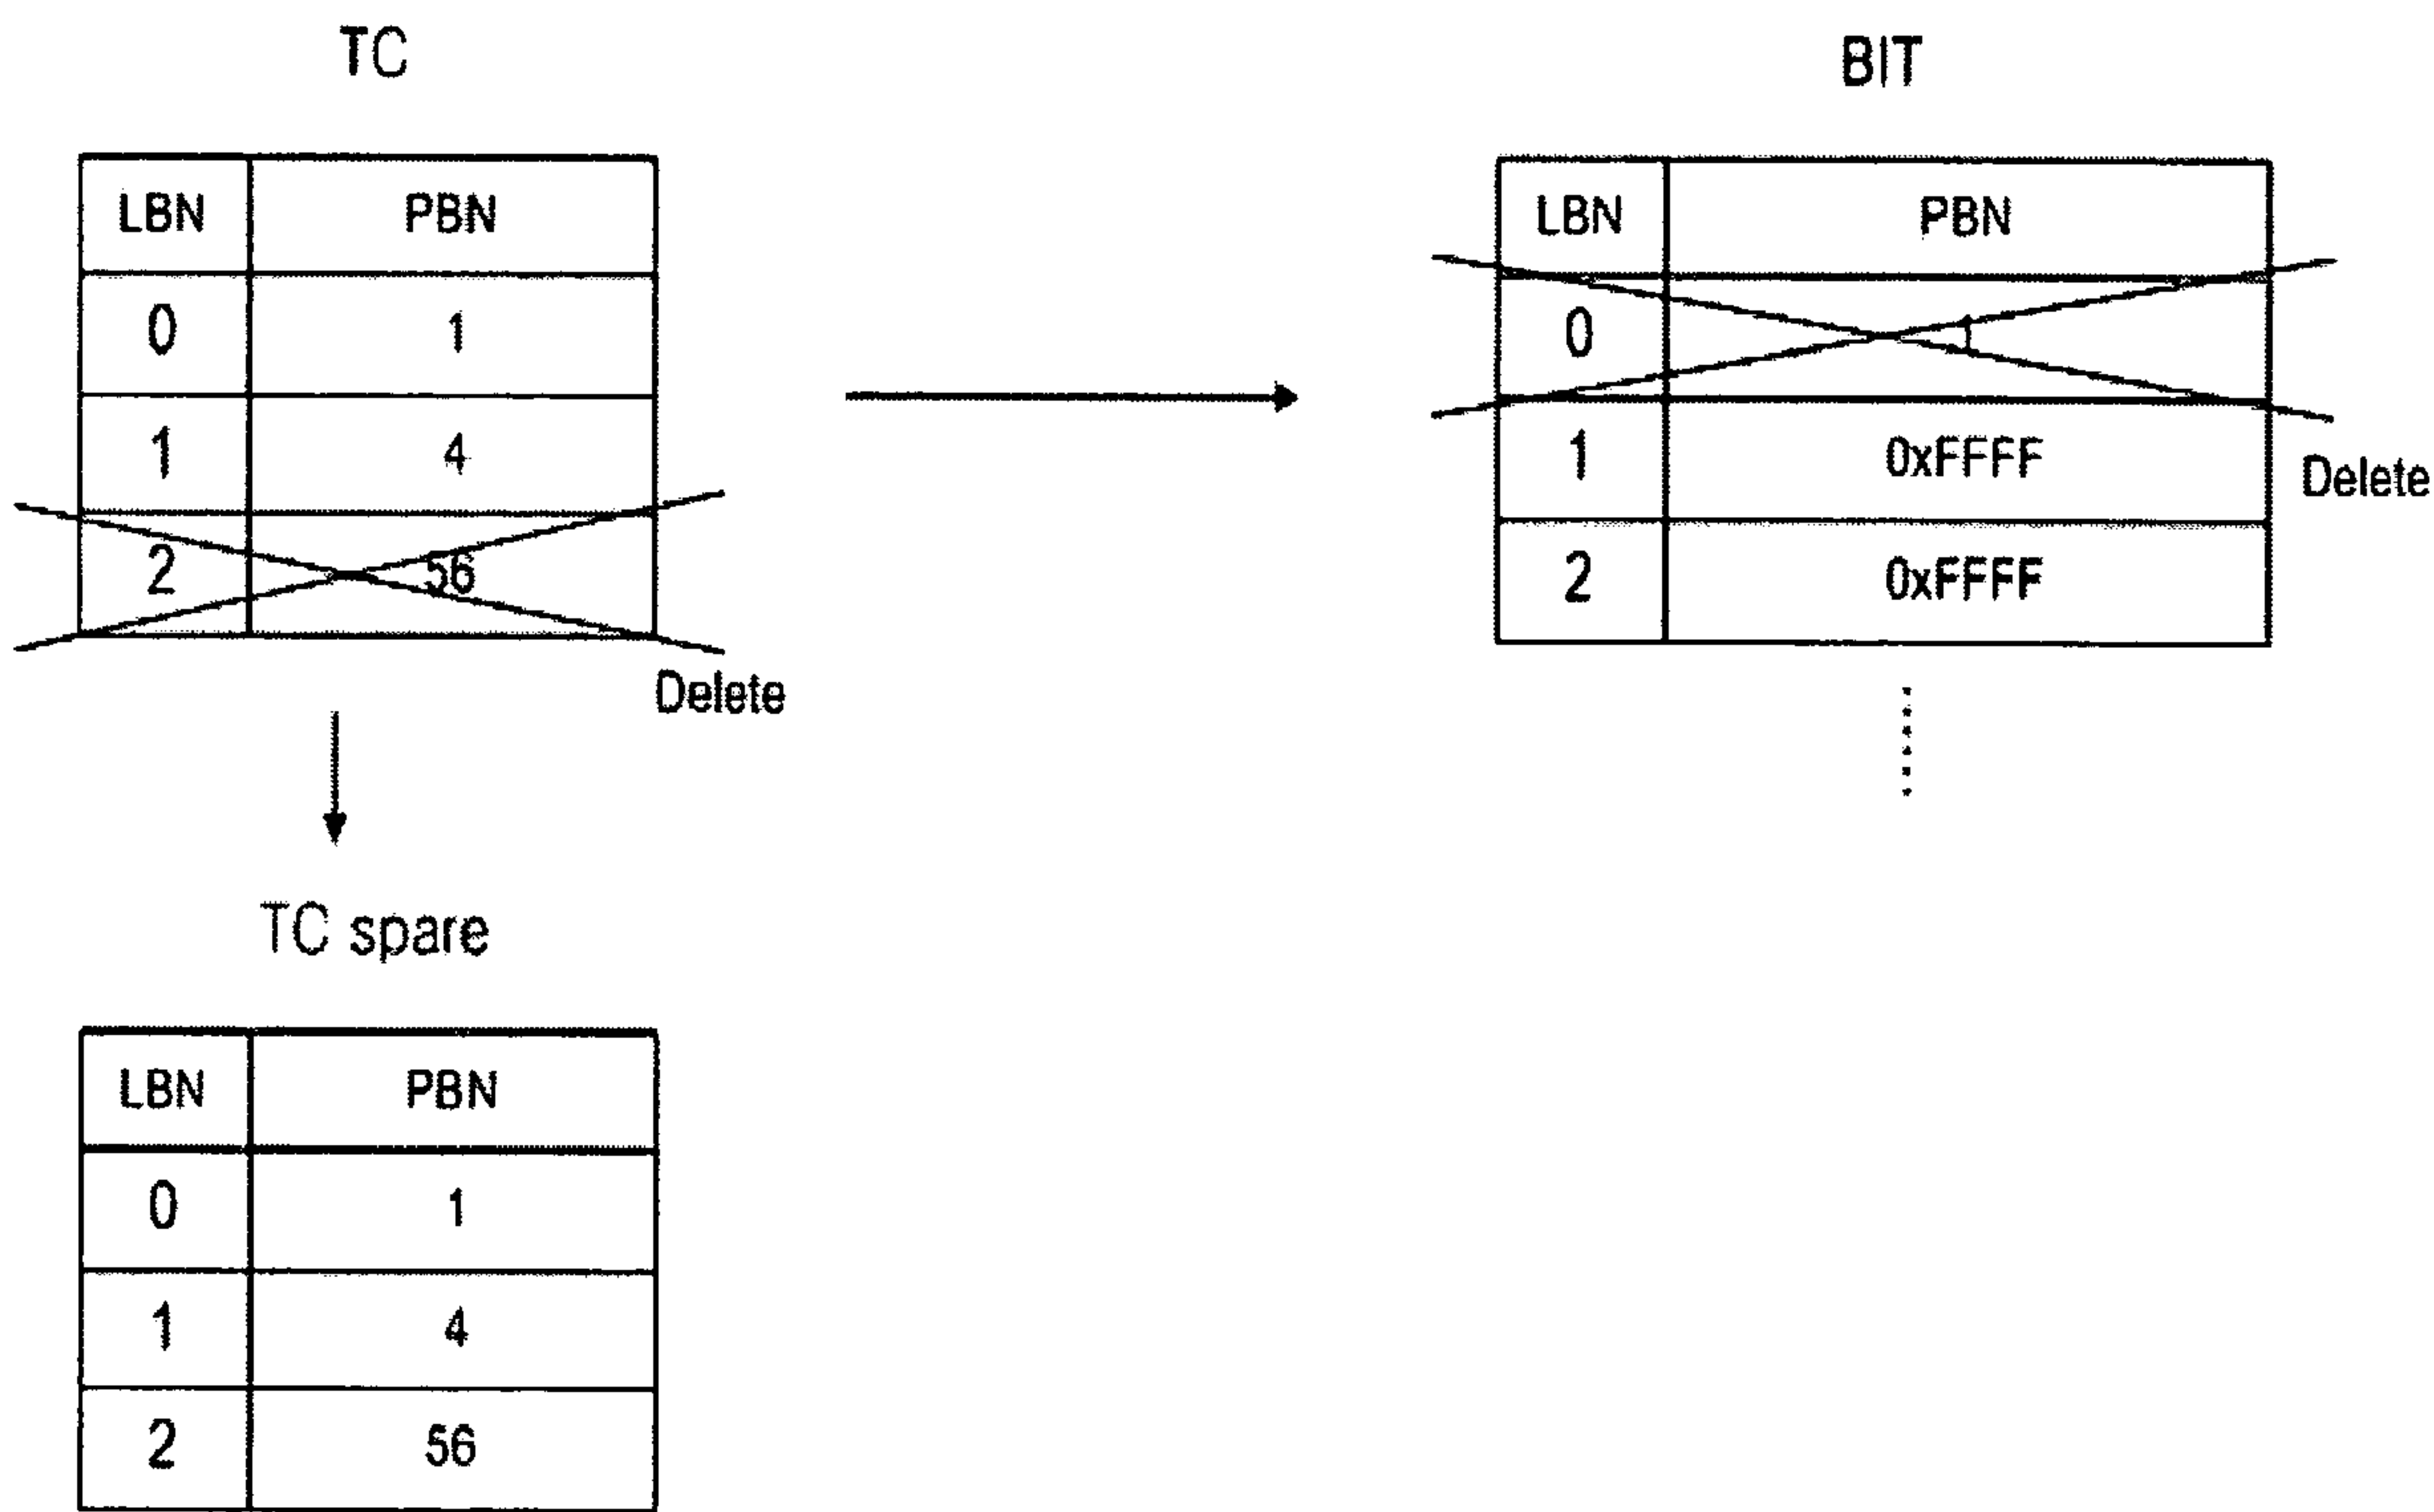 TC
LBN PBN
0 1
1 4
2 56
Delete
BIT
LBN PBN
0 1
1 0xFFFF
Delete
2 0xFFFF
TC spare
LBN PBN
0 1
1 4
2 56